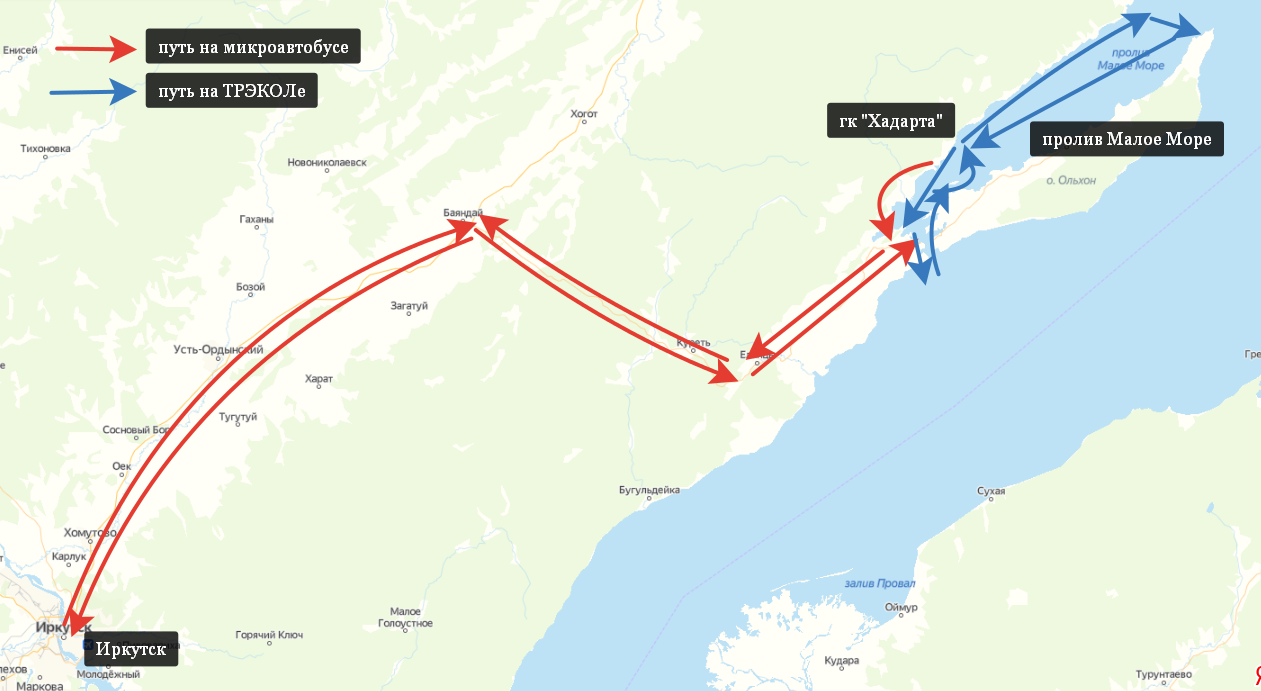 Енисей
путь на микроавтобусе
путь на ТРЭКОЛе
Тихоновка
Новониколаевск
Хогот
гк "Хадарта"
пролив
Малое Море
пролив Малое Море
о. Ольхон
Гаханы
Баяндай
Бозой
Загатуй
Усть-Ордынский
Куреть
Харат
Тугутуй
Сосновый Бор
Оек
Бугульдейка
Сухая
Хомутово
Карлук
залив Провал
Оймур
Малое
Голоустное
Горячий Ключ
Иркутск
Иркутск
Молодёжный
Маркова
Кудара
Турунтаево